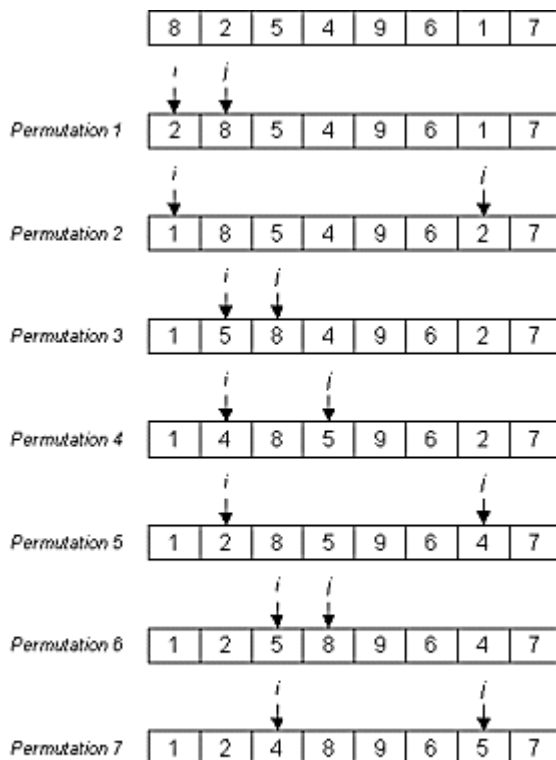 8 2 5 4 9 6 1 7
i j
Permutation 1 2 8 5 4 9 6 1 7
i j
Permutation 2 1 8 5 4 9 6 2 7
i j
Permutation 3 1 5 8 4 9 6 2 7
i j
Permutation 4 1 4 8 5 9 6 2 7
i j
Permutation 5 1 2 8 5 9 6 4 7
i j
Permutation 6 1 2 5 8 9 6 4 7
i j
Permutation 7 1 2 4 8 9 6 5 7